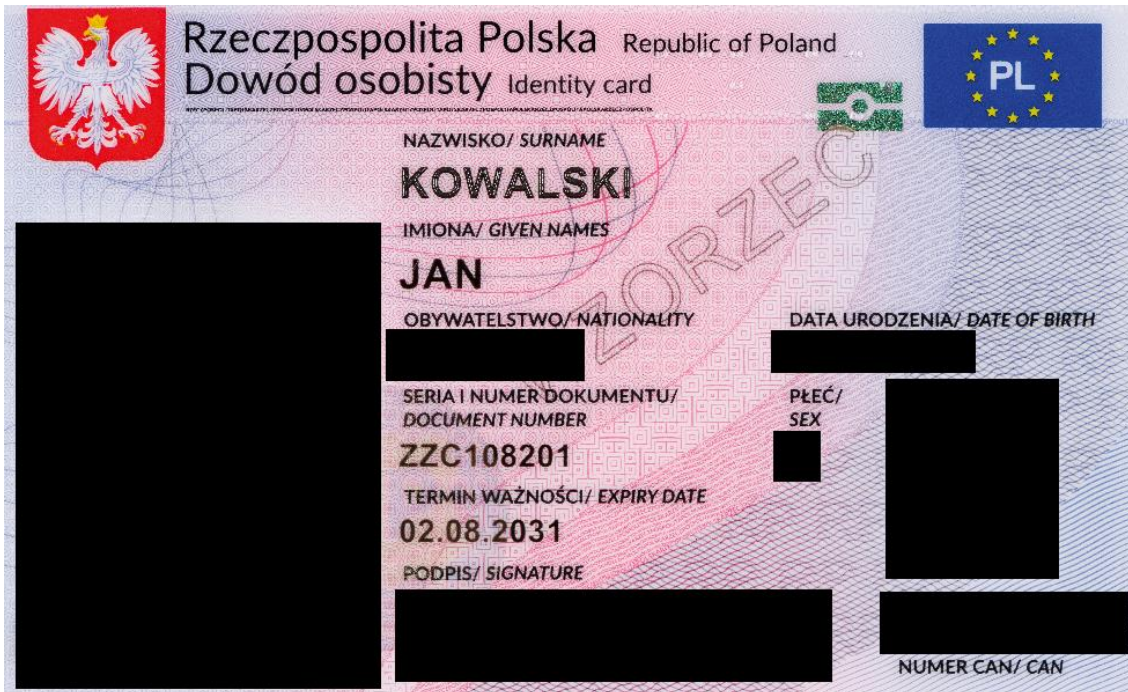 Rzeczpospolita Polska Republic of Poland
Dowód osobisty Identity card
PL
NAZWISKO/ SURNAME
KOWALSKI
IMIONA/ GIVEN NAMES
JAN
WZORZEC
OBYWATELSTWO/ NATIONALITY
DATA URODZENIA/ DATE OF BIRTH
SERIA I NUMER DOKUMENTU/
DOCUMENT NUMBER
PŁEĆ/
SEX
ZZC108201
TERMIN WAŻNOŚCI/ EXPIRY DATE
02.08.2031
PODPIS/ SIGNATURE
NUMER CAN/ CAN